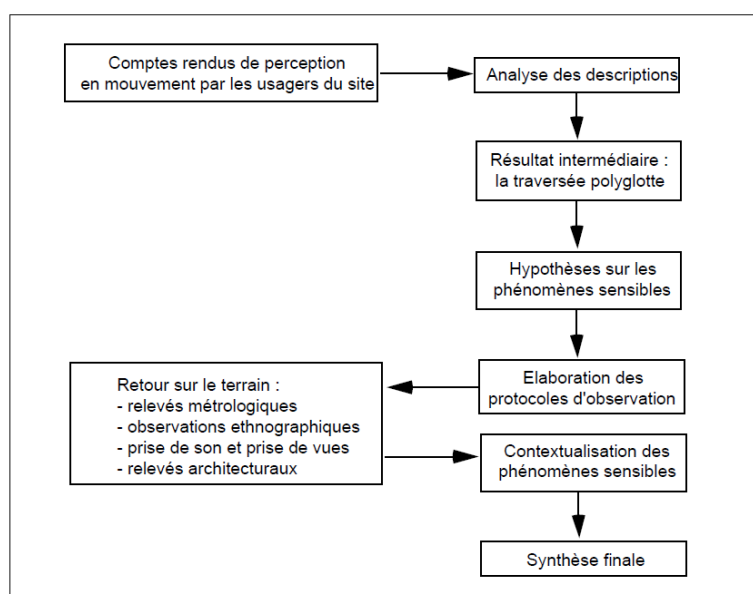 Comptes rendus de perception
en mouvement par les usagers du site
Analyse des descriptions
Résultat intermédiaire :
la traversée polyglotte
Hypothèses sur les
phénomènes sensibles
Elaboration des
protocoles d'observation
Retour sur le terrain :
- relevés métrologiques
- observations ethnographiques
- prise de son et prise de vues
- relevés architecturaux
Contextualisation des
phénomènes sensibles
Synthèse finale